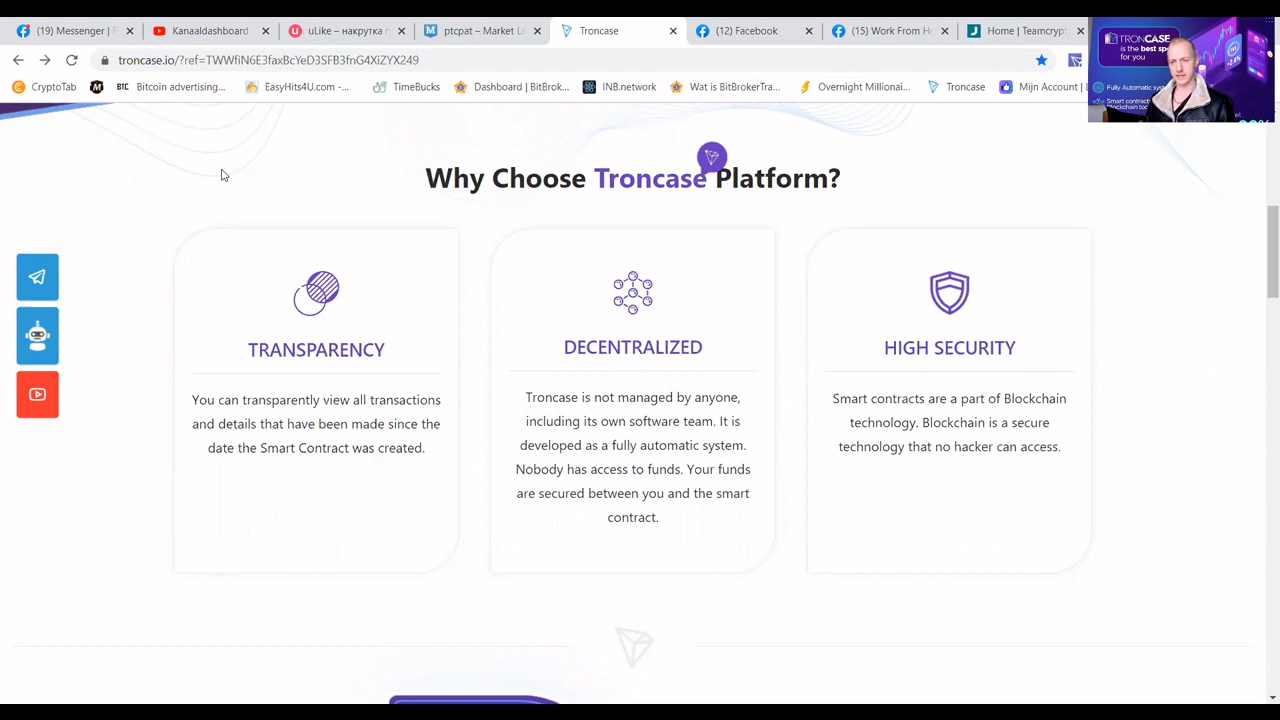 (19) Messenger | F
Kanaaldashboard
uLike – накрутка г
ptcpat – Market L
Troncase
(12) Facebook
(15) Work From H
Home | Teamcrypt
troncase.io/?ref=
CryptoTab
BTC
Bitcoin advertising...
EasyHits4U.com -...
TimeBucks
Dashboard | BitBrok...
INB.network
Wat is BitBrokerTra...
Overnight Millionai...
Troncase
Mijn Account | L
TRONCASE
is the best
for you
Fully Automatic
Smart contracts
Why Choose Troncase Platform?
TRANSPARENCY
You can transparently view all transactions
and details that have been made since the
date the Smart Contract was created.
DECENTRALIZED
Troncase is not managed by anyone,
including its own software team. It is
developed as a fully automatic system.
Nobody has access to funds. Your funds
are secured between you and the smart
contract.
HIGH SECURITY
Smart contracts are a part of Blockchain
technology. Blockchain is a secure
technology that no hacker can access.